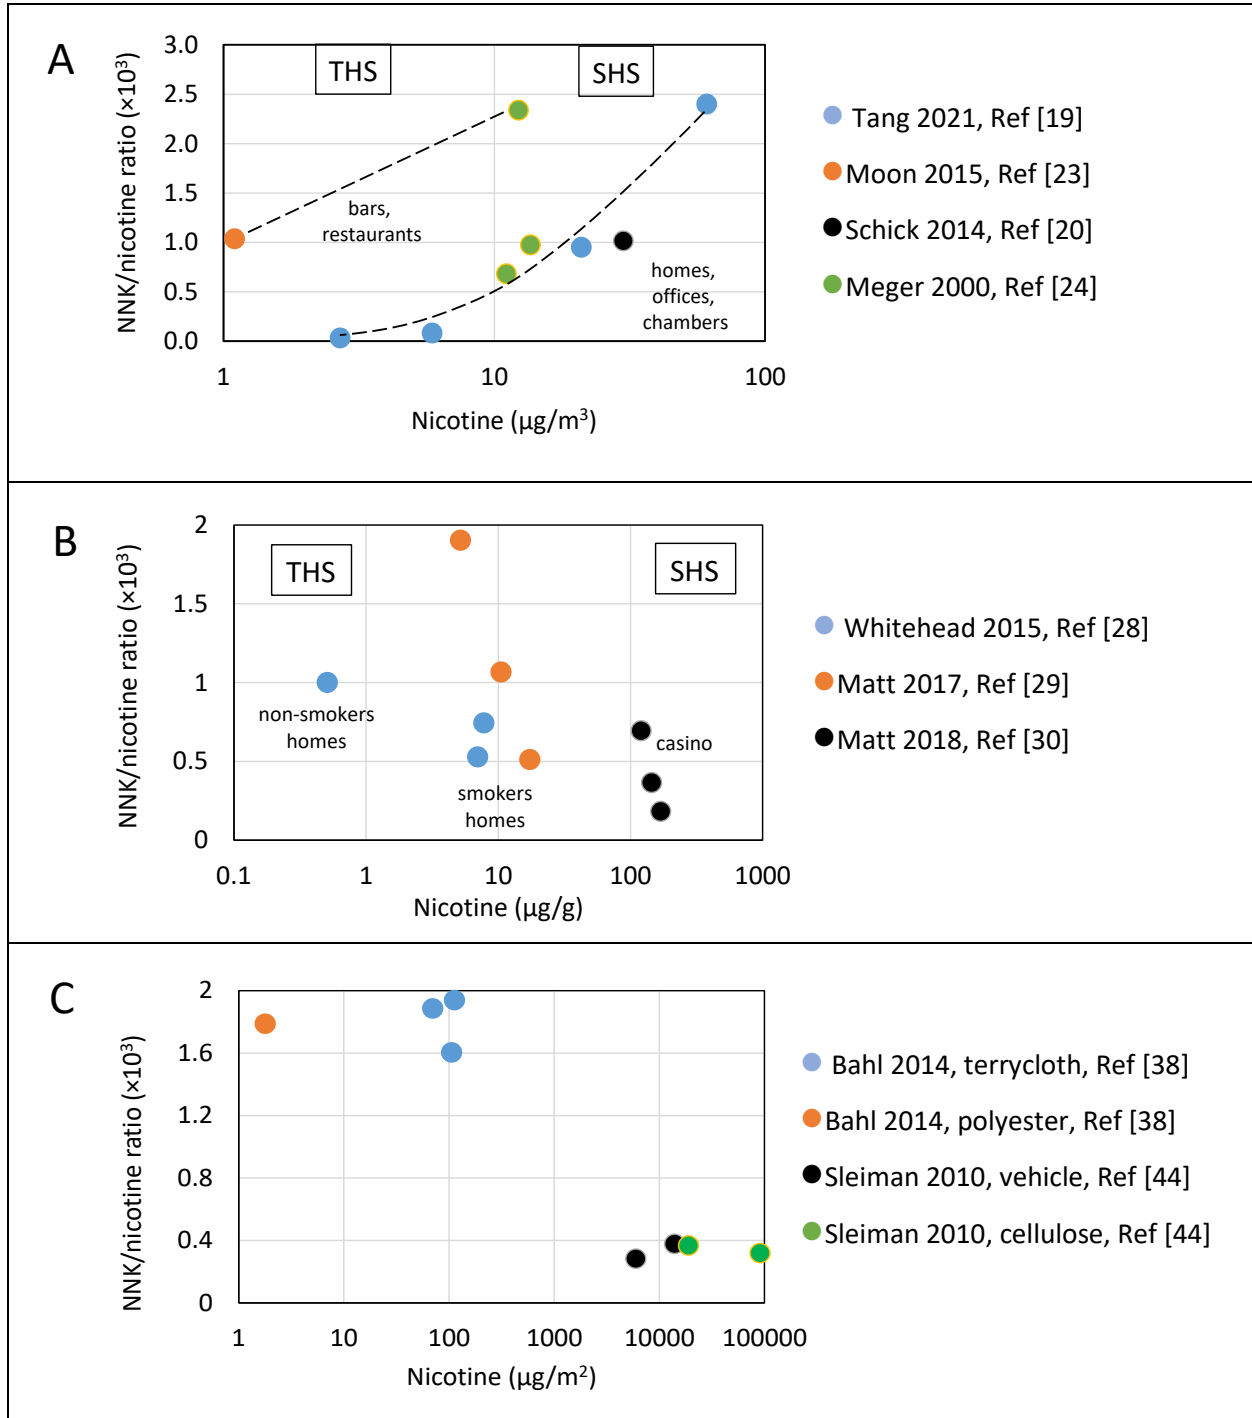 A
NNK/nicotine ratio (×10³)
3.0
2.5
2.0
1.5
1.0
0.5
0.0
THS
SHS
bars,
restaurants
homes,
offices,
chambers
1
10
100
Nicotine (µg/m³)
Tang 2021, Ref [19]
Moon 2015, Ref [23]
Schick 2014, Ref [20]
Meger 2000, Ref [24]
B
NNK/nicotine ratio (×10³)
2
1.5
1
0.5
0
THS
SHS
non-smokers
homes
smokers
homes
casino
0.1
1
10
100
1000
Nicotine (µg/g)
Whitehead 2015, Ref [28]
Matt 2017, Ref [29]
Matt 2018, Ref [30]
C
NNK/nicotine ratio (×10³)
2
1.6
1.2
0.8
0.4
0
1
10
100
1000
10000
100000
Nicotine (µg/m²)
Bahl 2014, terrycloth, Ref [38]
Bahl 2014, polyester, Ref [38]
Sleiman 2010, vehicle, Ref [44]
Sleiman 2010, cellulose, Ref [44]